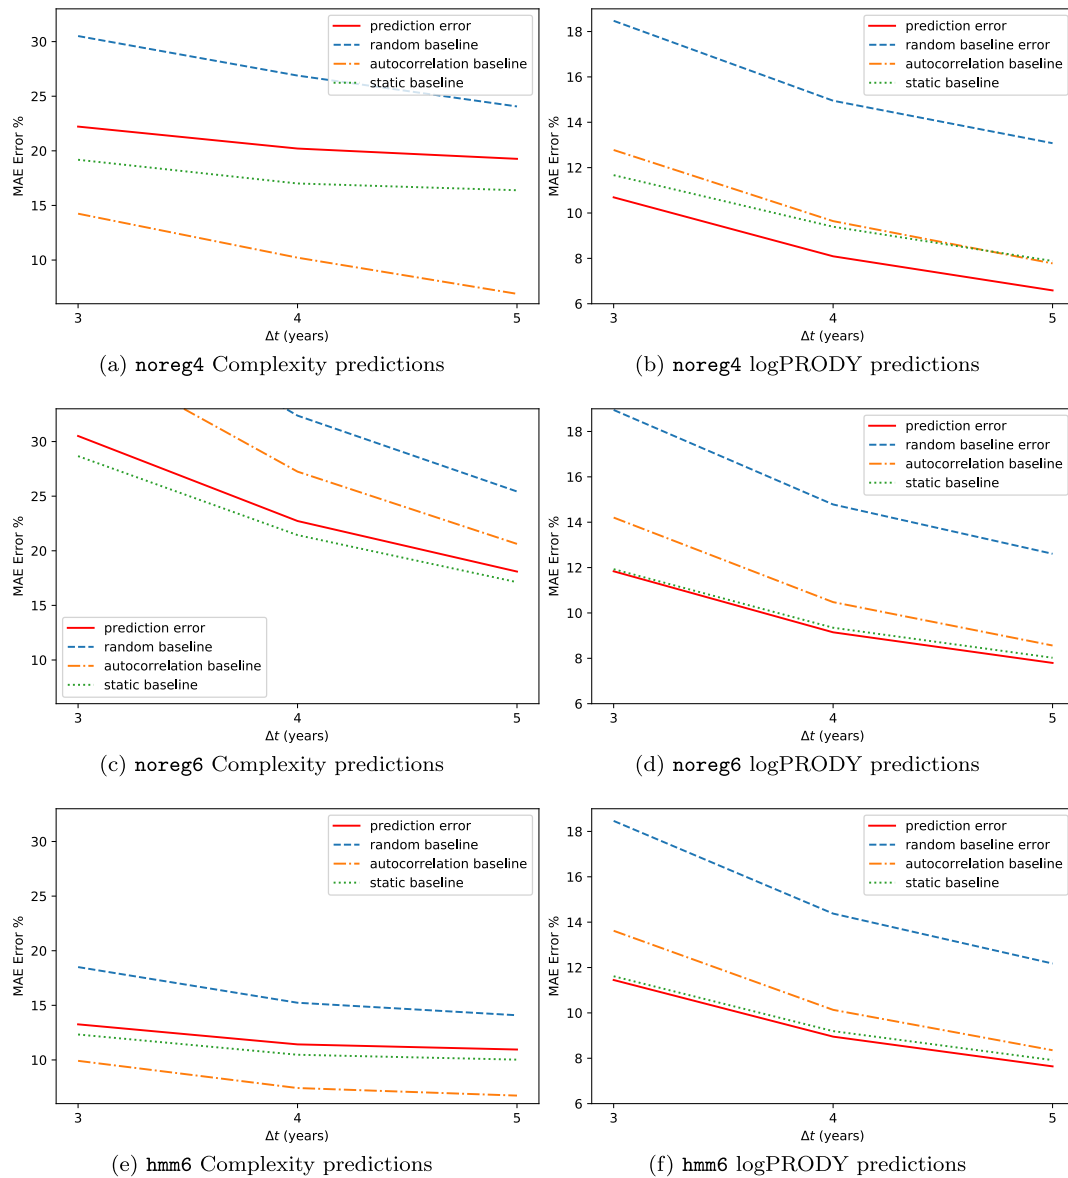 30
25
20
15
10
MAE Error %
prediction error
random baseline
autocorrelation baseline
static baseline
3
4
5
Δt (years)
(a) noreg4 Complexity predictions
18
16
14
12
10
8
6
MAE Error %
prediction error
random baseline error
autocorrelation baseline
static baseline
3
4
5
Δt (years)
(b) noreg4 logPRODY predictions
30
25
20
15
10
MAE Error %
prediction error
random baseline
autocorrelation baseline
static baseline
3
4
5
Δt (years)
(c) noreg6 Complexity predictions
18
16
14
12
10
8
6
MAE Error %
prediction error
random baseline error
autocorrelation baseline
static baseline
3
4
5
Δt (years)
(d) noreg6 logPRODY predictions
30
25
20
15
10
MAE Error %
prediction error
random baseline
autocorrelation baseline
static baseline
3
4
5
Δt (years)
(e) hmm6 Complexity predictions
18
16
14
12
10
8
6
MAE Error %
prediction error
random baseline error
autocorrelation baseline
static baseline
3
4
5
Δt (years)
(f) hmm6 logPRODY predictions